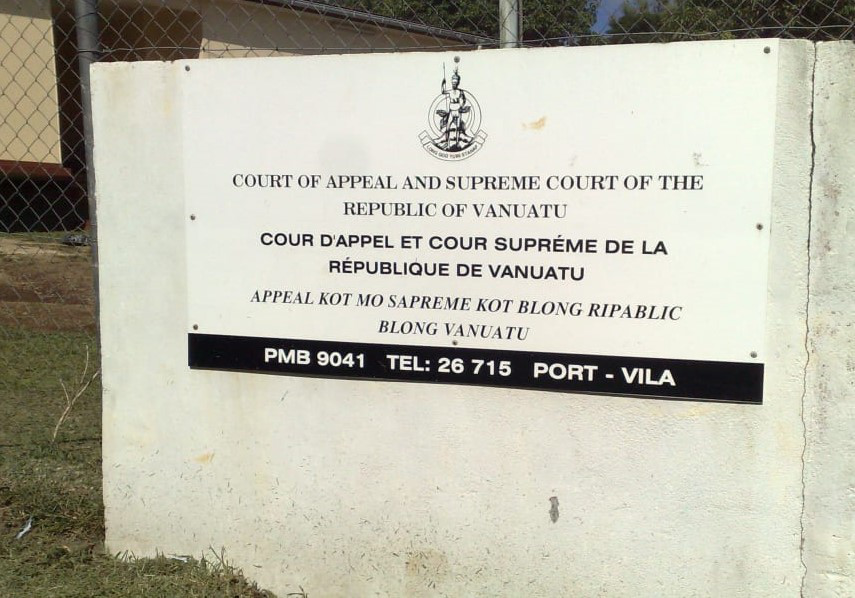 COURT OF APPEAL AND SUPREME COURT OF THE
REPUBLIC OF VANUATU
COUR D'APPEL ET COUR SUPRÉME DE LA
RÉPUBLIQUE DE VANUATU
APPEAL KOT MO SAPREME KOT BLONG RIPABLIC
BLONG VANUATU
PMB 9041 TEL: 26 715 PORT - VILA